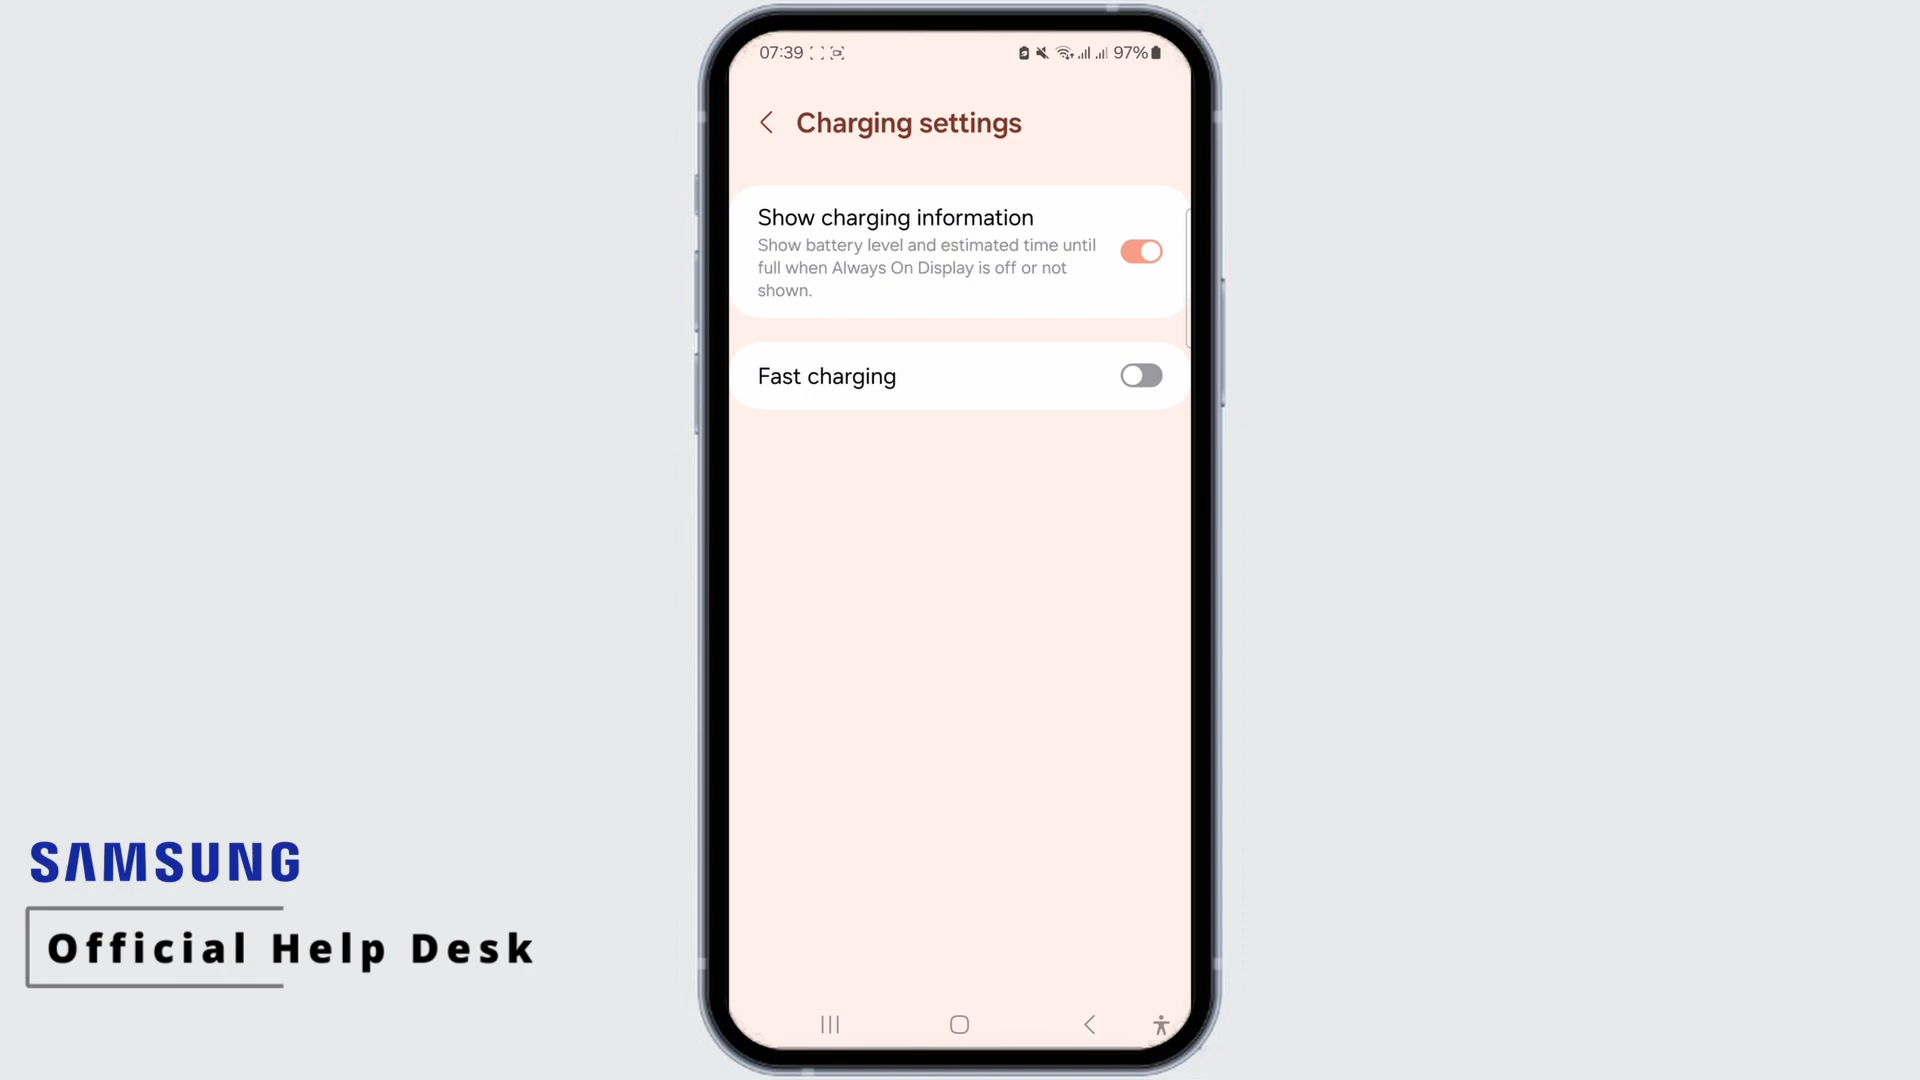 07:39
97%
Charging settings
Show charging information
Show battery level and estimated time until
full when Always On Display is off or not
shown.
Fast charging
SAMSUNG
Official Help Desk